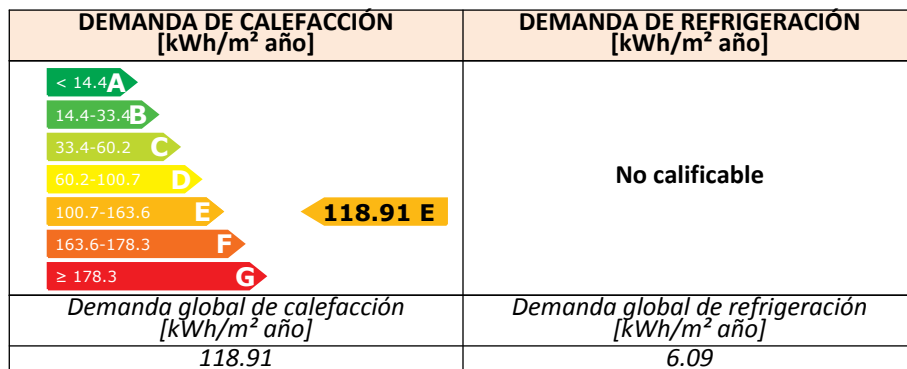 DEMANDA DE CALEFACCIÓN
[kWh/m² año]
DEMANDA DE REFRIGERACIÓN
[kWh/m² año]
< 14.4 A
14.4-33.4 B
33.4-60.2 C
60.2-100.7 D
100.7-163.6 E
163.6-178.3 F
≥ 178.3 G
118.91 E
No calificable
Demanda global de calefacción
[kWh/m² año]
Demanda global de refrigeración
[kWh/m² año]
118.91
6.09